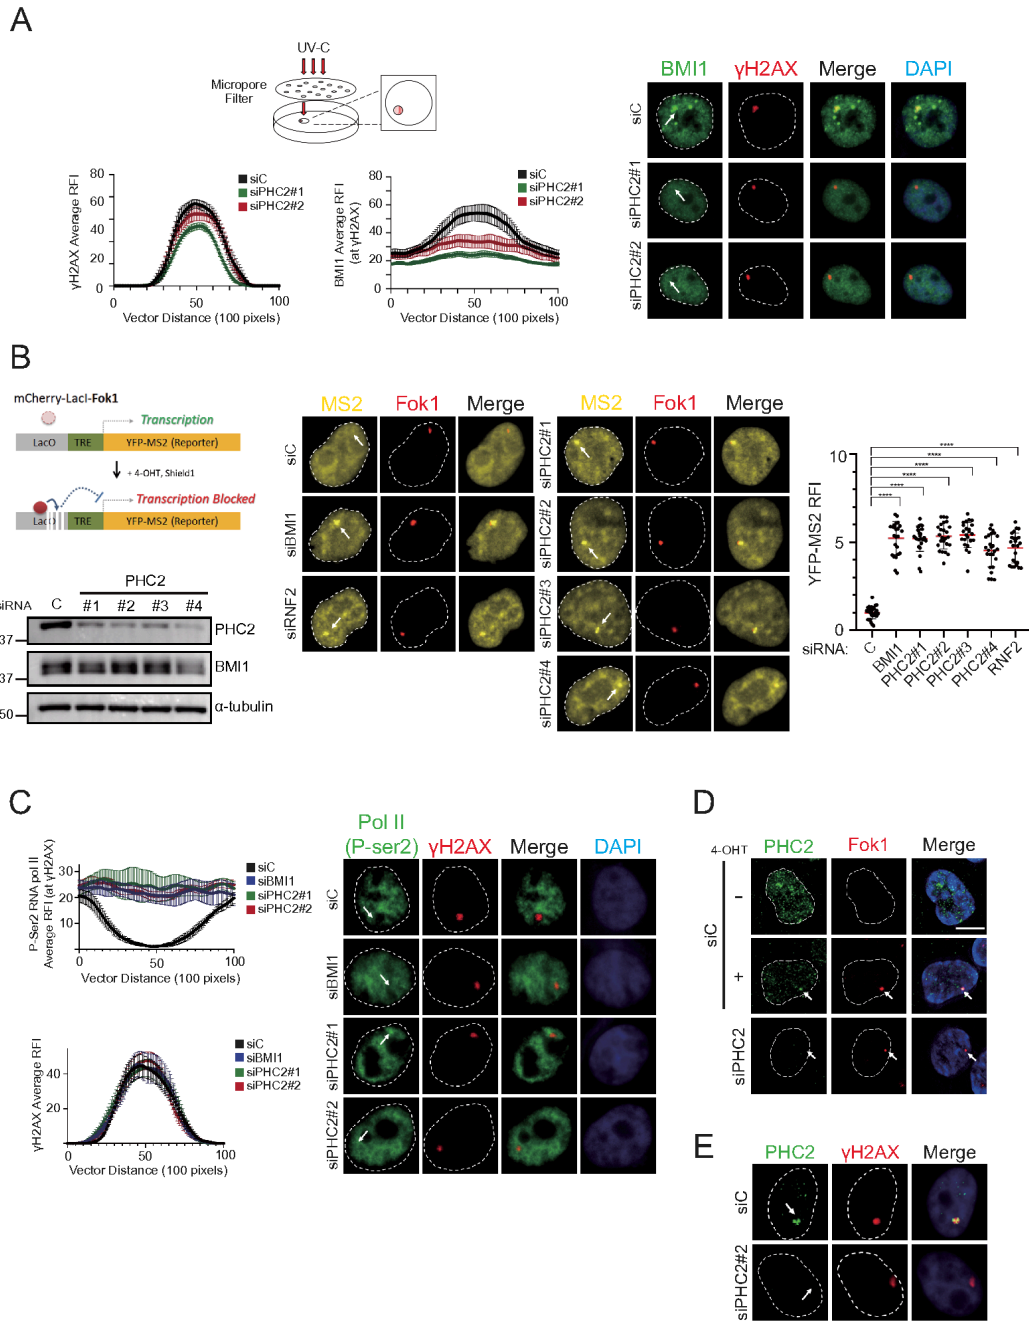 A
UV-C
Micropore
Filter
γH2AX Average RFI
80
60
40
20
0
0
50
100
Vector Distance (100 pixels)
siC
siPHC2#1
siPHC2#2
BMI1 Average RFI
(at γH2AX)
80
60
40
20
0
0
50
100
Vector Distance (100 pixels)
siC
siPHC2#1
siPHC2#2
BMI1 γH2AX Merge DAPI
siC
siPHC2#1
siPHC2#2
B
mCherry-LacI-Fok1
Transcription
LacO TRE YFP-MS2 (Reporter)
+ 4-OHT, Shield1
Transcription Blocked
LacO TRE YFP-MS2 (Reporter)
PHC2
siRNA C #1 #2 #3 #4
37
PHC2
37
BMI1
50
α-tubulin
MS2 Fok1 Merge
siC
siBMI1
siRNF2
MS2 Fok1 Merge
siPHC2#1
siPHC2#2
siPHC2#3
siPHC2#4
YFP-MS2 RFI
10
5
0
****
****
****
****
****
****
siRNA:
C
BMI1
PHC2#1
PHC2#2
PHC2#3
PHC2#4
RNF2
C
P-Ser2 RNA pol II
Average RFI (at γH2AX)
30
20
10
0
50
100
Vector Distance (100 pixels)
siC
siBMI1
siPHC2#1
siPHC2#2
γH2AX Average RFI
40
20
0
50
100
Vector Distance (100 pixels)
siC
siBMI1
siPHC2#1
siPHC2#2
Pol II
(P-ser2) γH2AX Merge DAPI
siC
siBMI1
siPHC2#1
siPHC2#2
D
4-OHT PHC2 Fok1 Merge
siC
-
+
siPHC2
E
PHC2 γH2AX Merge
siC
siPHC2#2